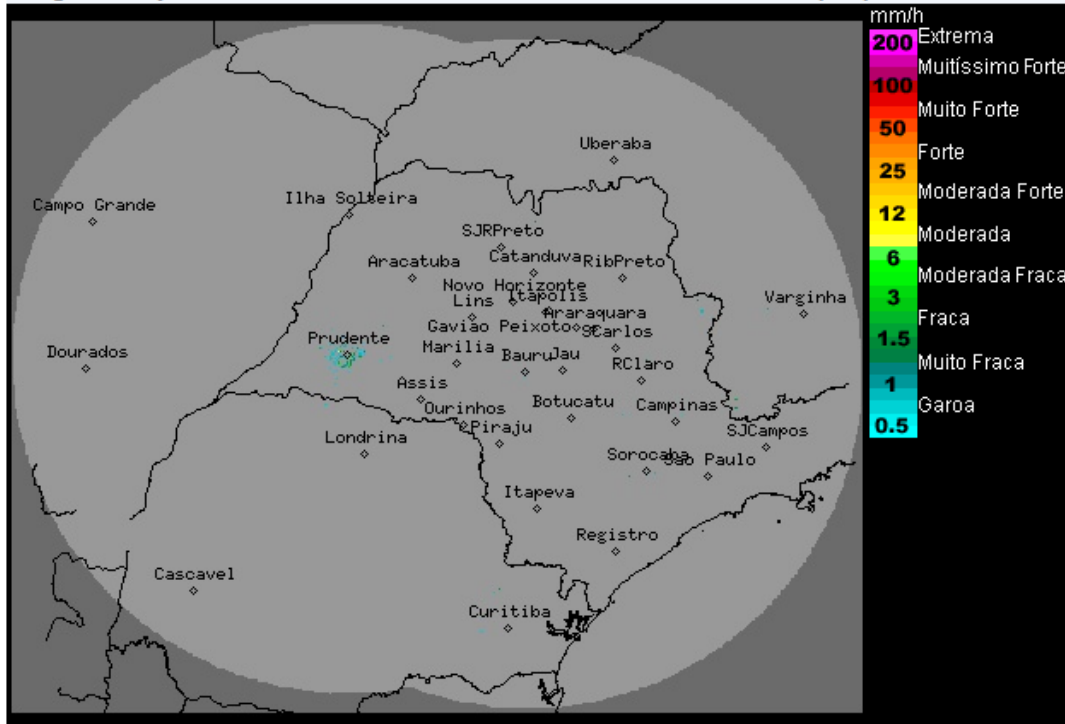 mm/h
200 Extrema
Muitíssimo Forte
100
Muito Forte
50
Forte
25
Moderada Forte
12
Moderada
6
Moderada Fraca
3
Fraca
1.5
Muito Fraca
1
Garoa
0.5
Uberaba
Ilha Solteira
Campo Grande
SJRPreto
Catanduva
Aracatuba
RibPreto
Novo Horizonte
Itapolis
Lins
Varginha
Araraquara
Gavião Peixoto
SCarlos
Prudente
Dourados
Marilia
Bauru
Jau
RClaro
Assis
Ourinhos
Botucatu
Campinas
Piraju
Londrina
SJCampos
Sorocaba
Sao Paulo
Itapeva
Registro
Cascavel
Curitiba